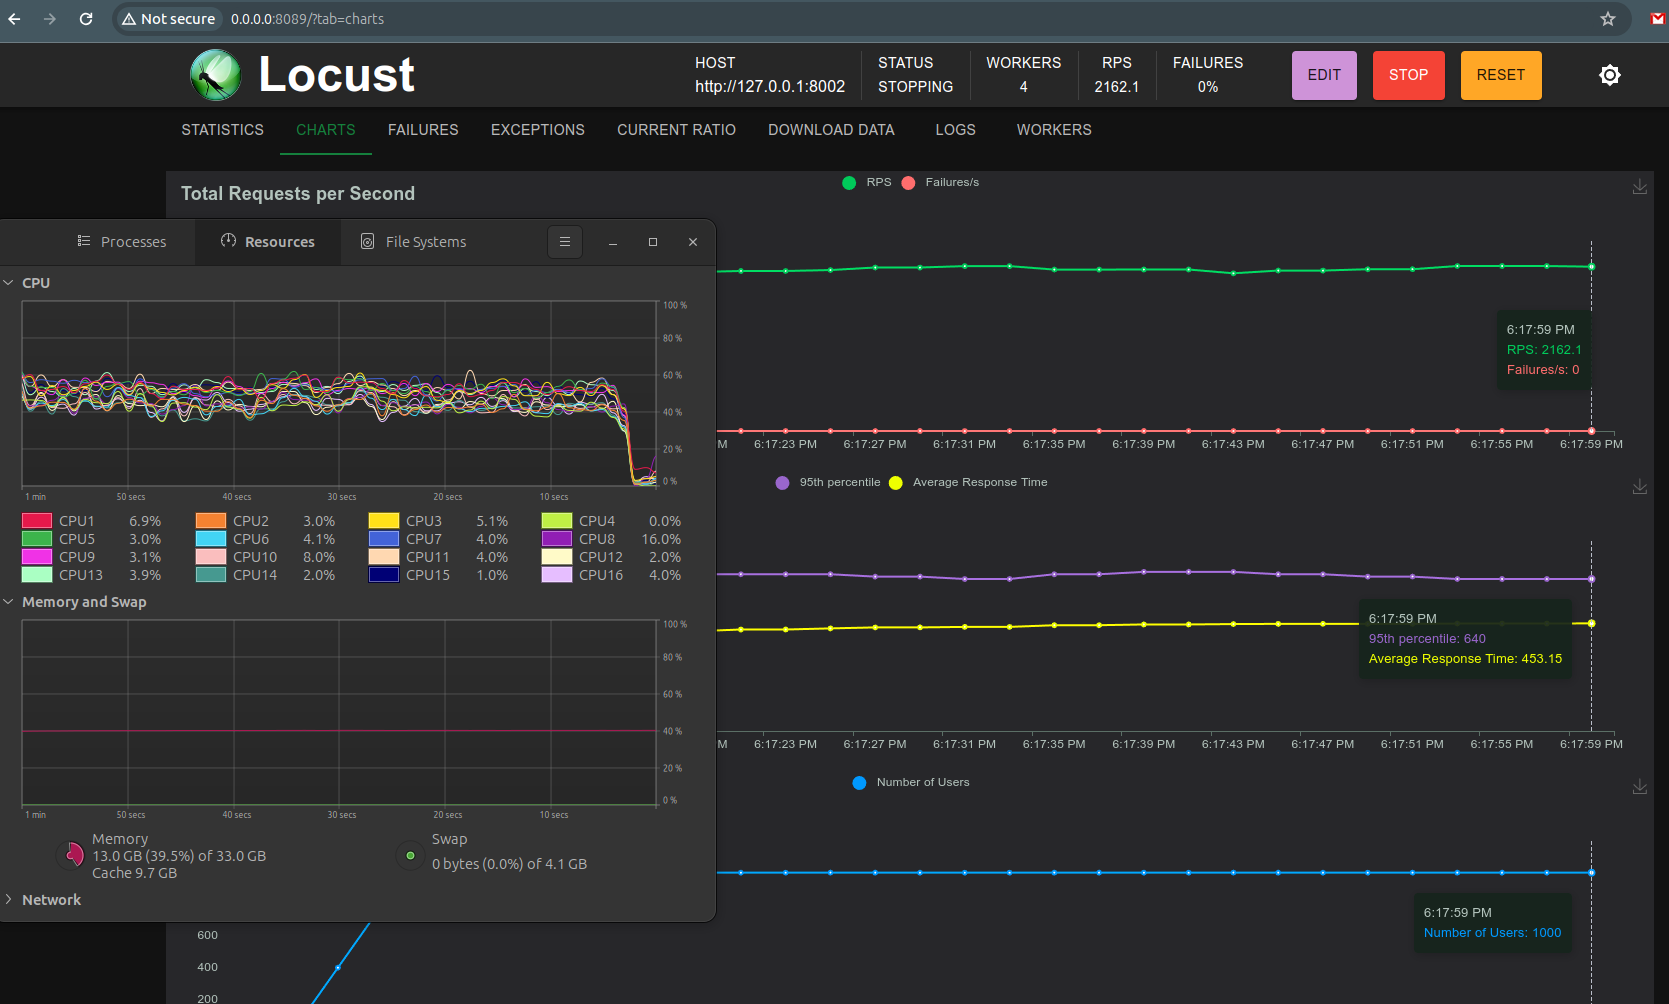 Not secure 0.0.0.0:8089/?tab=charts
Locust
HOST
http://127.0.0.1:8002
STATUS
STOPPING
WORKERS
4
RPS
2162.1
FAILURES
0%
EDIT
STOP
RESET
STATISTICS CHARTS FAILURES EXCEPTIONS CURRENT RATIO DOWNLOAD DATA LOGS WORKERS
Total Requests per Second
RPS Failures/s
6:17:59 PM
RPS: 2162.1
Failures/s: 0
M 6:17:23 PM 6:17:27 PM 6:17:31 PM 6:17:35 PM 6:17:39 PM 6:17:43 PM 6:17:47 PM 6:17:51 PM 6:17:55 PM 6:17:59 PM
95th percentile Average Response Time
6:17:59 PM
95th percentile: 640
Average Response Time: 453.15
M 6:17:23 PM 6:17:27 PM 6:17:31 PM 6:17:35 PM 6:17:39 PM 6:17:43 PM 6:17:47 PM 6:17:51 PM 6:17:55 PM 6:17:59 PM
Number of Users
6:17:59 PM
Number of Users: 1000
600
400
200
Processes Resources File Systems
CPU
100 %
80 %
60 %
40 %
20 %
0 %
1 min 50 secs 40 secs 30 secs 20 secs 10 secs
CPU1 6.9% CPU2 3.0% CPU3 5.1% CPU4 0.0%
CPU5 3.0% CPU6 4.1% CPU7 4.0% CPU8 16.0%
CPU9 3.1% CPU10 8.0% CPU11 4.0% CPU12 2.0%
CPU13 3.9% CPU14 2.0% CPU15 1.0% CPU16 4.0%
Memory and Swap
100 %
80 %
60 %
40 %
20 %
0 %
1 min 50 secs 40 secs 30 secs 20 secs 10 secs
Memory
13.0 GB (39.5%) of 33.0 GB
Cache 9.7 GB
Swap
0 bytes (0.0%) of 4.1 GB
Network